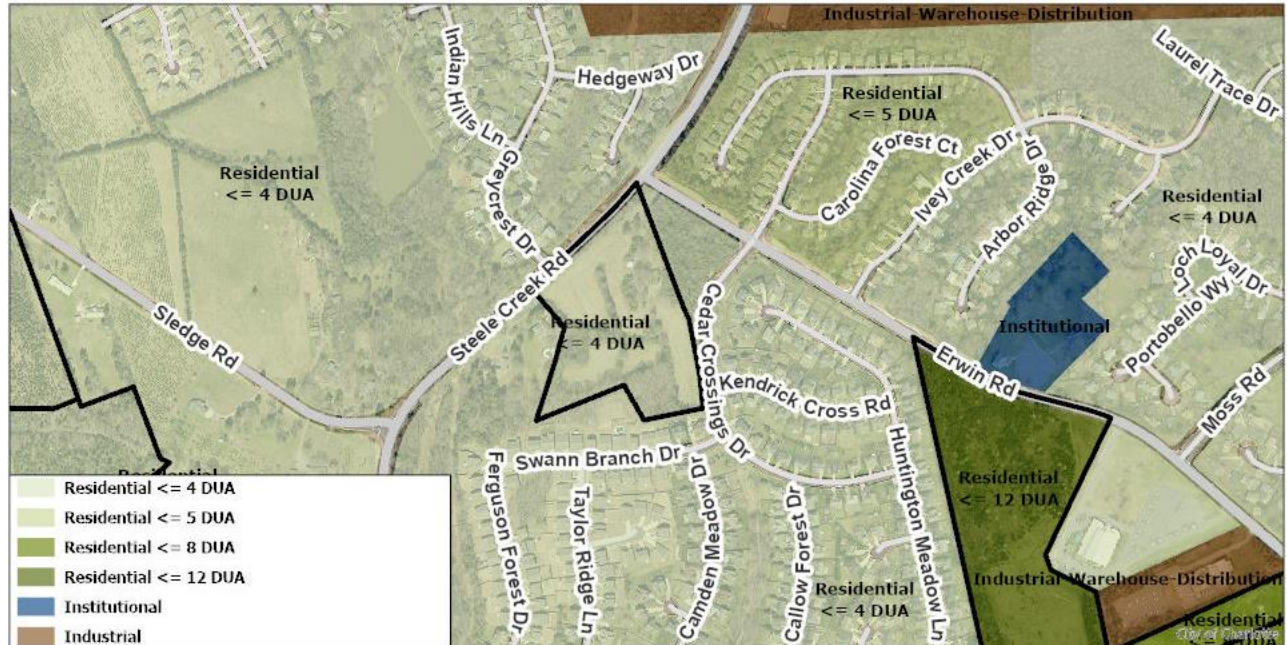 Industrial-Warehouse-Distribution
Laurel Trace Dr
Indian Hills Ln
Hedgeway Dr
Residential
<= 5 DUA
Carolina Forest Ct
Ivey Creek Dr
Arbor Ridge Dr
Residential
<= 4 DUA
Greycrest Dr
Residential
<= 4 DUA
Loch Loyal Dr
Portobello Wy
Sledge Rd
Steele Creek Rd
Residential
<= 4 DUA
Cedar Crossings Dr
Institutional
Erwin Rd
Moss Rd
Kendrick Cross Rd
Swann Branch Dr
Huntington Meadow Ln
Residential
<= 12 DUA
Ferguson Forest Dr
Taylor Ridge Ln
Camden Meadow Dr
Callow Forest Dr
Residential
<= 4 DUA
Industrial-Warehouse-Distribution
Residential
Residential
City of Charlotte
Residential <= 4 DUA
Residential <= 5 DUA
Residential <= 8 DUA
Residential <= 12 DUA
Institutional
Industrial